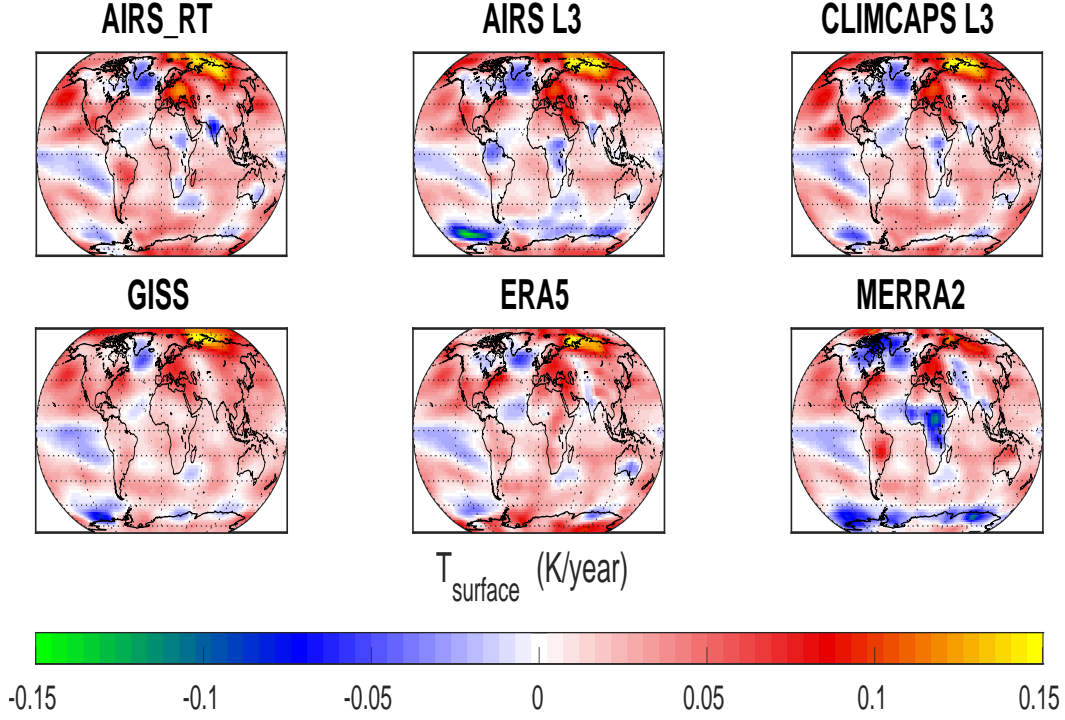 AIRS_RT AIRS L3 CLIMCAPS L3
GISS ERA5 MERRA2
T_surface (K/year)
-0.15 -0.1 -0.05 0 0.05 0.1 0.15